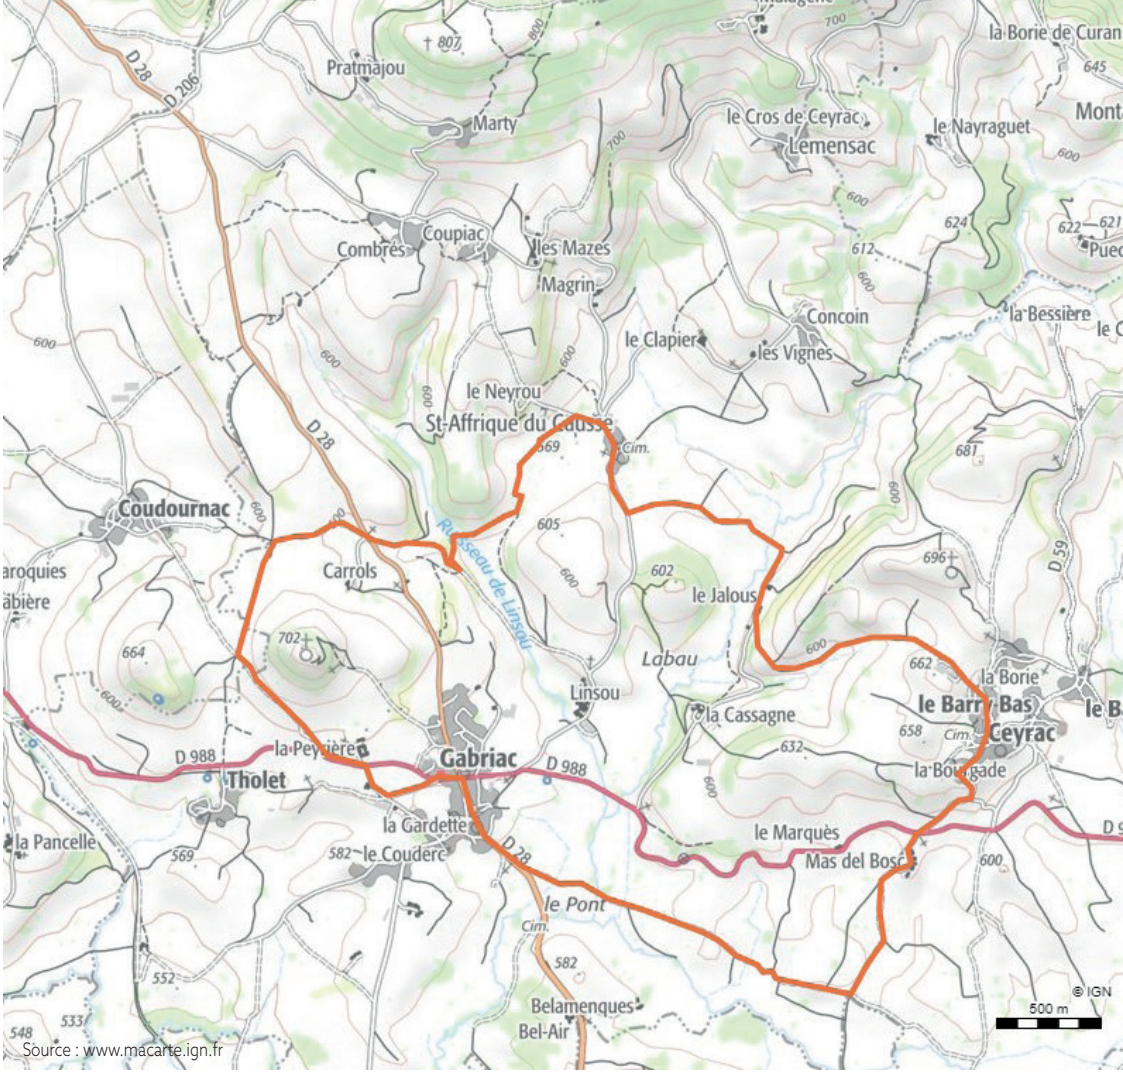 la Borie de Curan
D 28
807
800
700
Pratmajou
645
D 206
Marty
le Cros de Ceyrac
Mont
le Nayraguet
700
Lemensac
600
600
624
622
621
Coupiac
les Mazes
Combrès
612
Puec
Magrin
600
Concoin
la Bessière
le Clapier
le C
600
600
600
les Vignes
600
le Neyrou
St-Affrique du Causse
D 28
569
Cim.
681
600
Coudournac
600
600
605
Ruisseau de Linsou
D 59
696
aroquies
Carrols
602
600
abière
le Jalous
702
664
Labau
600
662
la Borie
Linsou
600
le Barry Bas
le B
la Cassagne
658
Cim.
Ceyrac
la Peyrière
632
D 988
Gabriac
D 988
la Bourgade
Tholet
600
la Gardette
le Marquès
D 9
la Pancelle
D 28
582
le Couderc
569
Mas del Bosc
600
le Pont
Cim.
582
552
© IGN
Belamenques
500 m
533
Bel-Air
548
Source : www.macarte.ign.fr